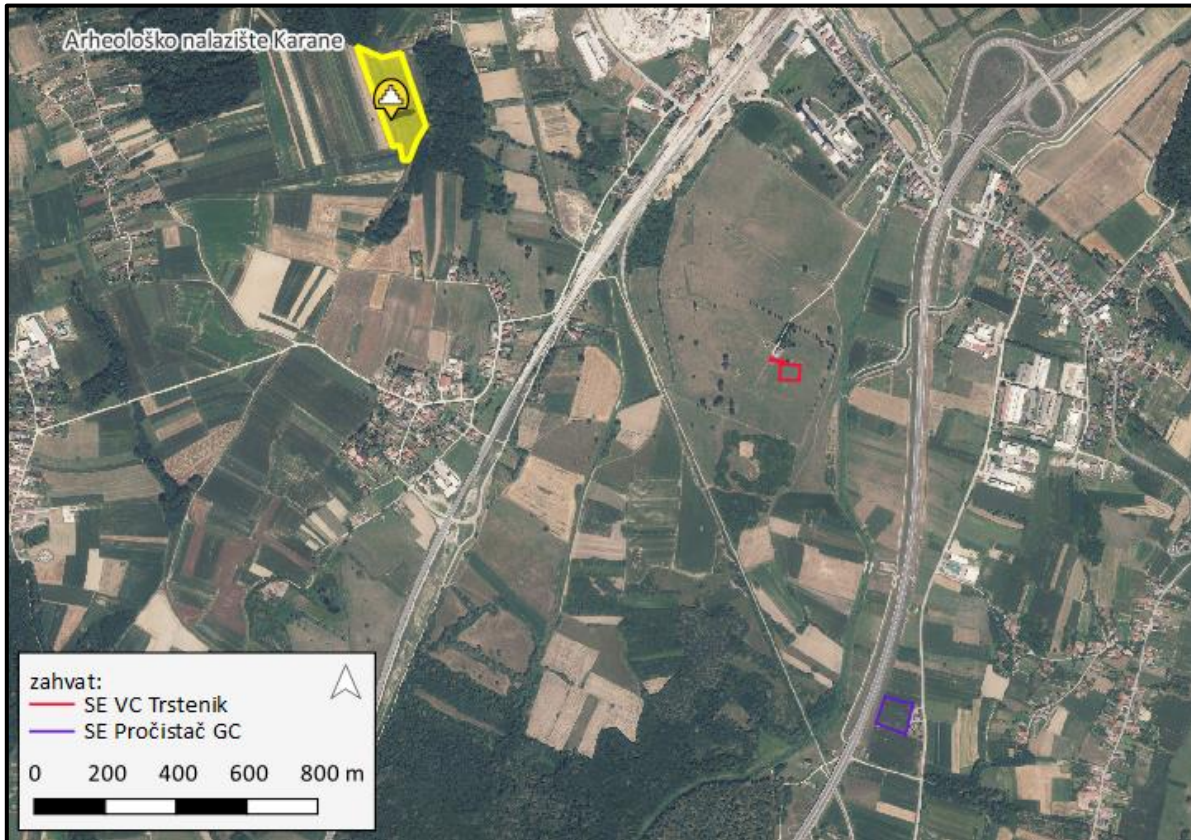 Arheološko nalazište Karane
zahvat:
SE VC Trstenik
SE Pročistač GC
0 200 400 600 800 m